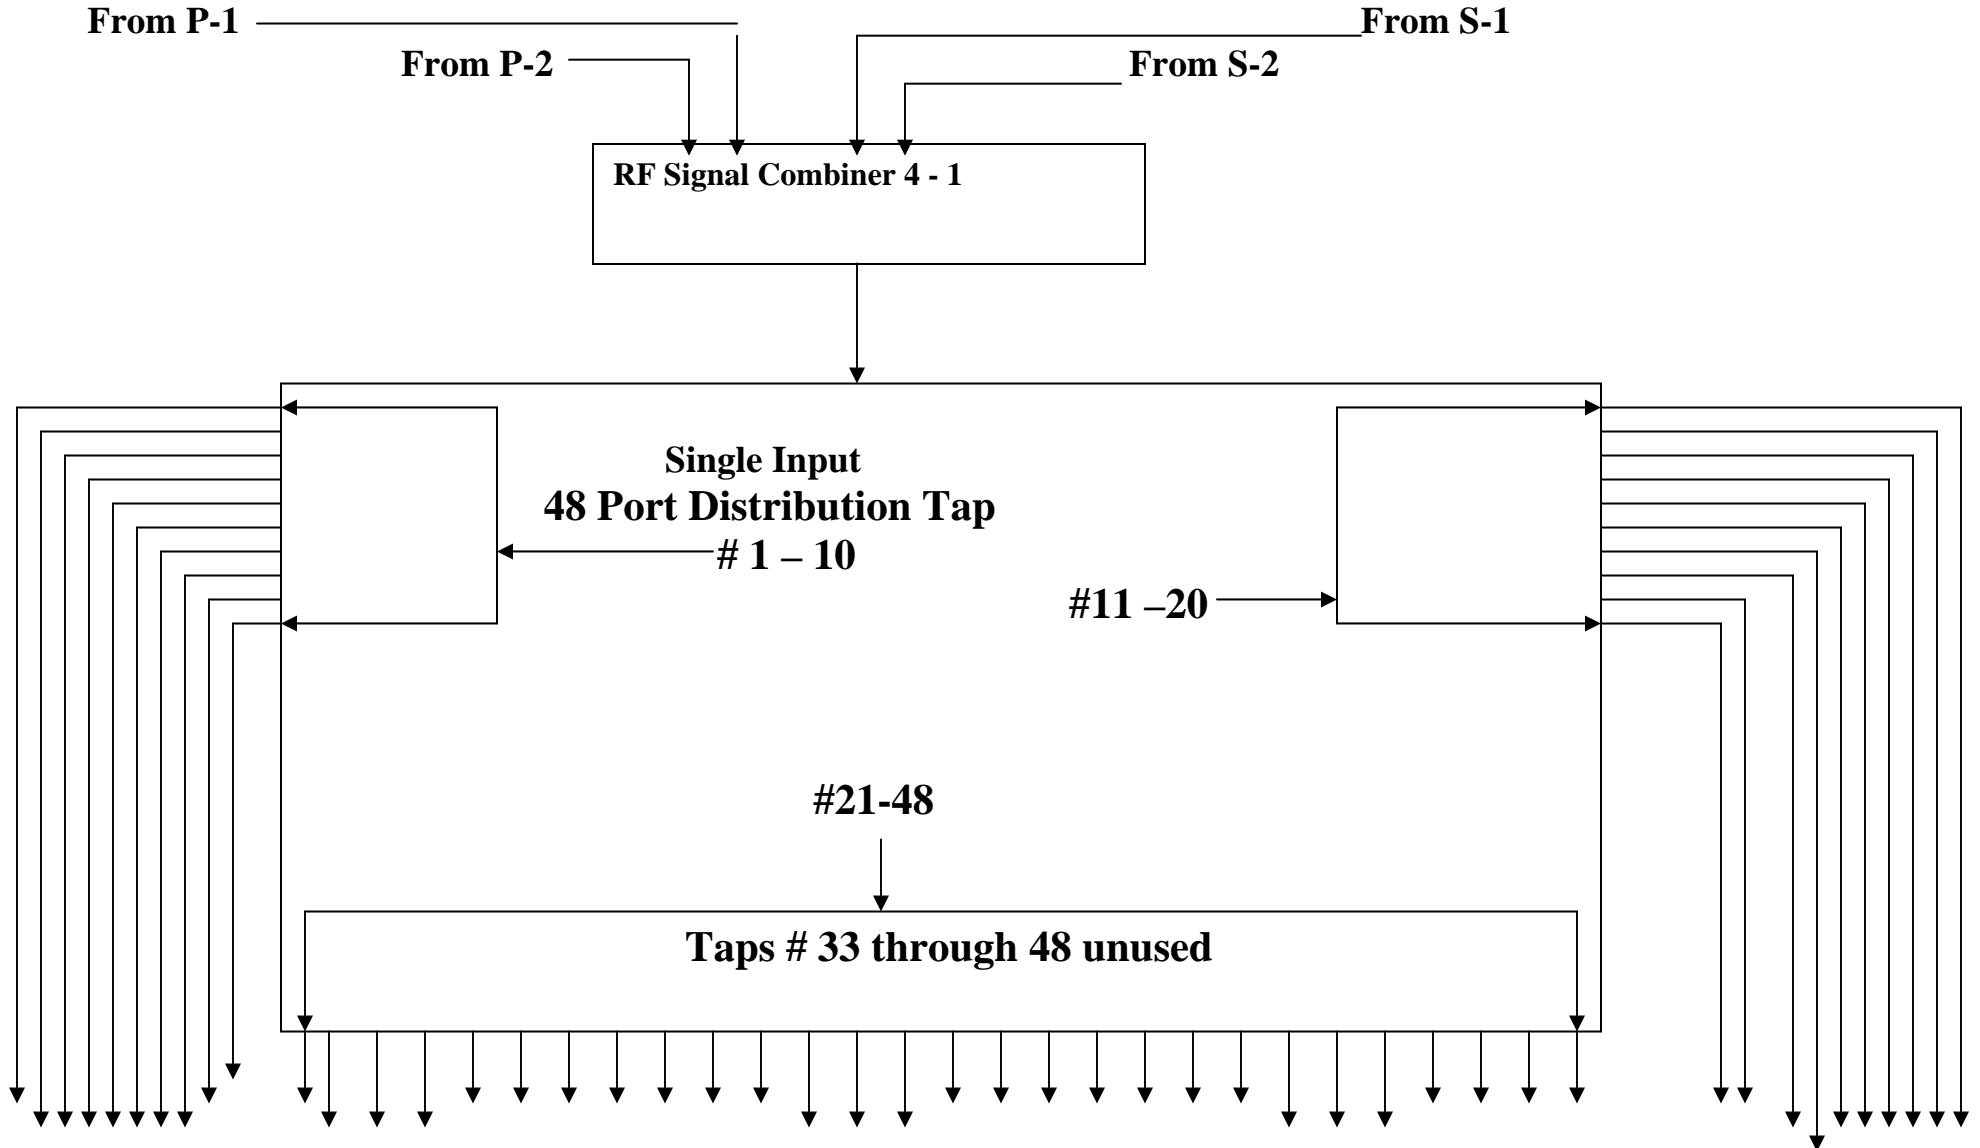 From P-1
From S-1
From P-2
From S-2
RF Signal Combiner 4 - 1
Single Input
48 Port Distribution Tap
# 1 – 10
#11 –20
#21-48
Taps # 33 through 48 unused